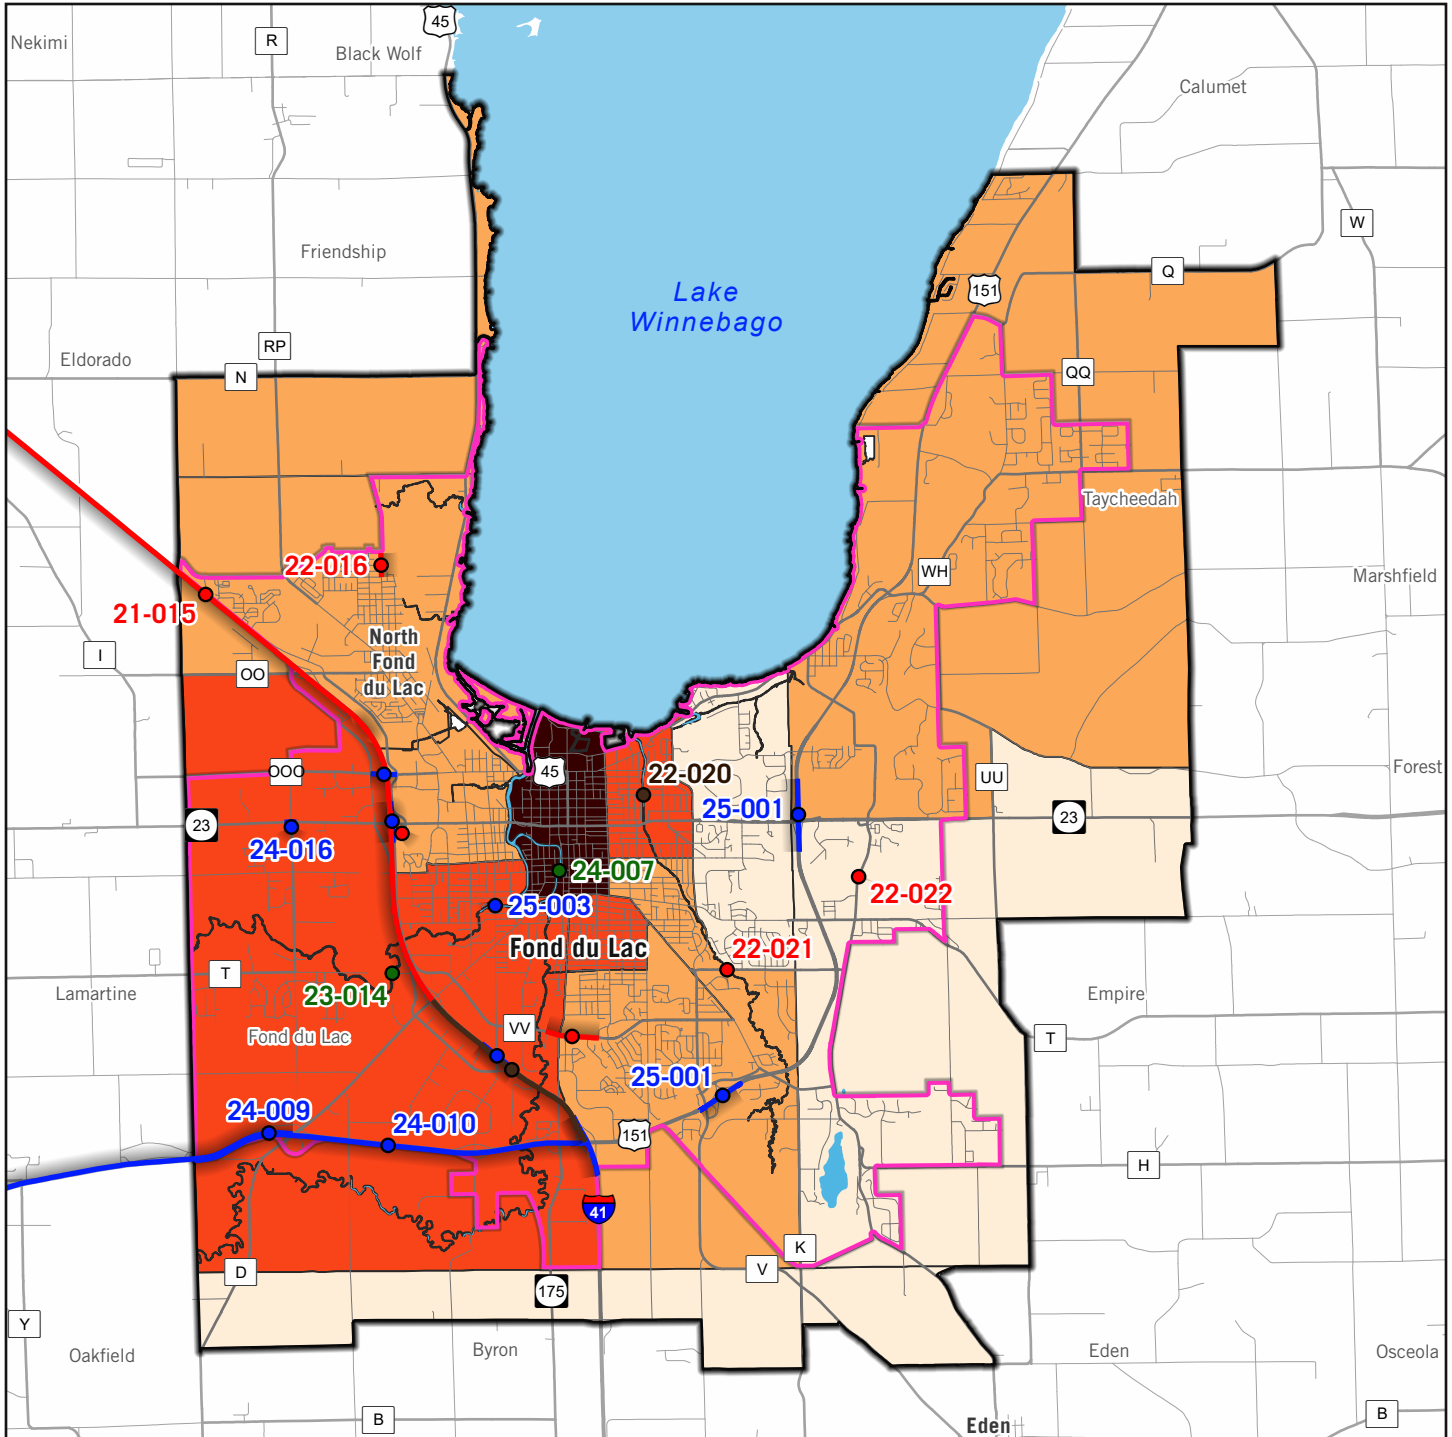 45
Nekimi
R
Black Wolf
Calumet
W
Friendship
Q
151
Lake
Winnebago
RP
Eldorado
N
QQ
Taycheedah
22-016
WH
Marshfield
21-015
North
Fond
du Lac
I
OO
OOO
45
22-020
UU
Forest
23
25-001
23
24-016
24-007
22-022
25-003
Fond du Lac
22-021
T
Lamartine
23-014
Empire
Fond du Lac
VV
T
25-001
24-009
24-010
151
H
41
K
D
V
175
Y
Oakfield
Byron
Eden
Osceola
B
Eden
B